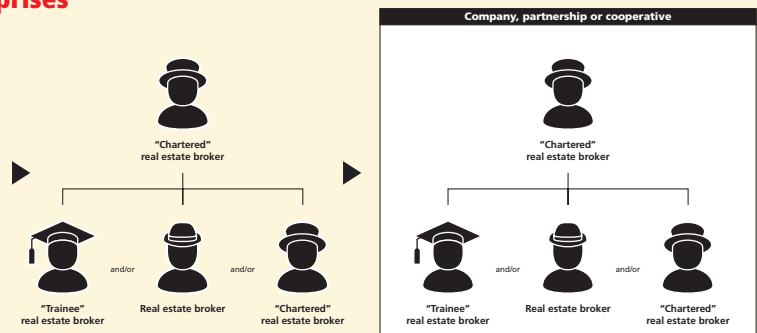 prises
Company, partnership or cooperative
"Chartered"
real estate broker
and/or
and/or
"Trainee"
real estate broker
Real estate broker
"Chartered"
real estate broker
"Chartered"
real estate broker
and/or
and/or
"Trainee"
real estate broker
Real estate broker
"Chartered"
real estate broker